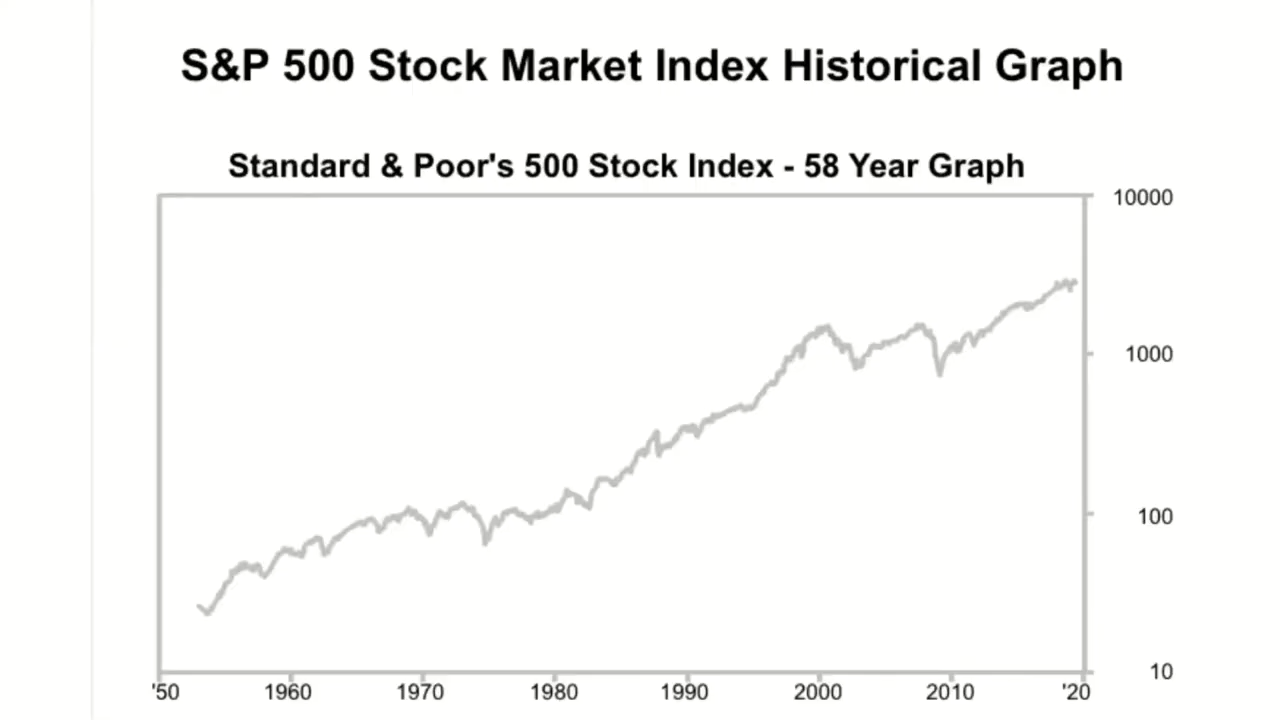 S&P 500 Stock Market Index Historical Graph
Standard & Poor's 500 Stock Index - 58 Year Graph
10000
1000
100
10
'50 1960 1970 1980 1990 2000 2010 '20